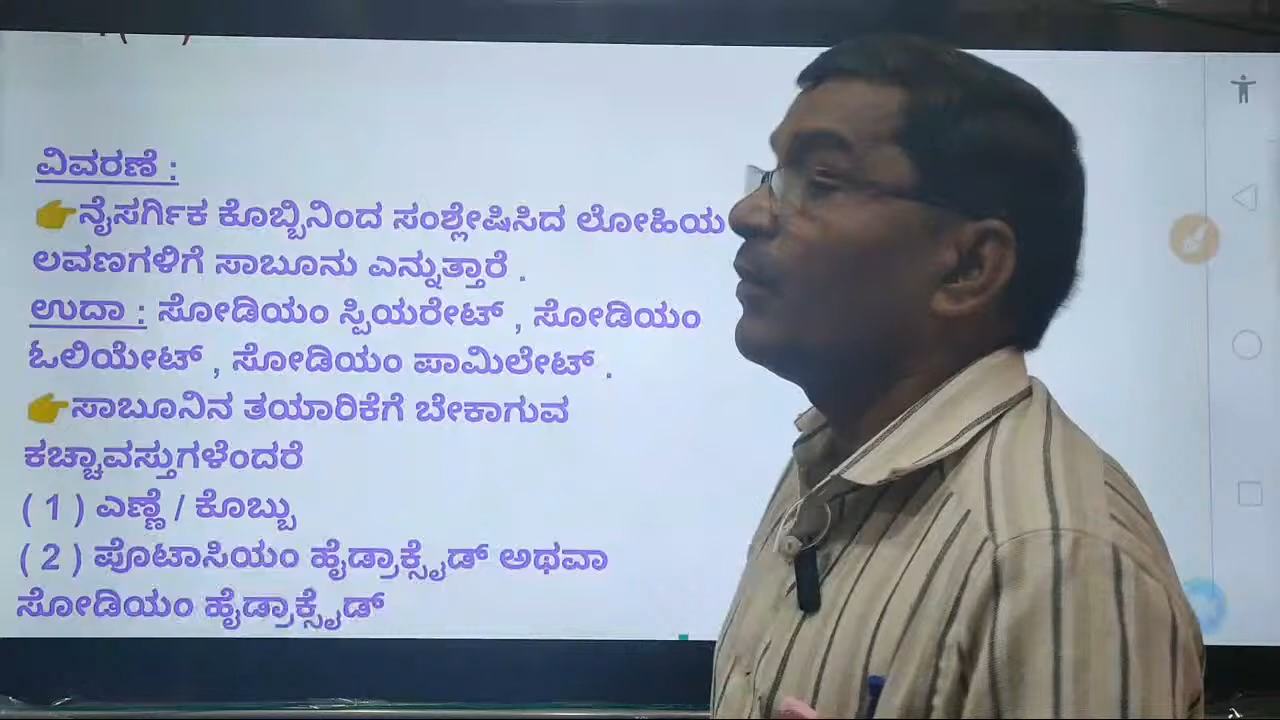 ವಿವರಣೆ :
👉ನೈಸರ್ಗಿಕ ಕೊಬ್ಬಿನಿಂದ ಸಂಶ್ಲೇಷಿಸಿದ ಲೋಹಿಯ
ಲವಣಗಳಿಗೆ ಸಾಬೂನು ಎನ್ನುತ್ತಾರೆ .
ಉದಾ : ಸೋಡಿಯಂ ಸ್ಪಿಯರೇಟ್ , ಸೋಡಿಯಂ
ಓಲಿಯೇಟ್ , ಸೋಡಿಯಂ ಪಾಮಿಲೇಟ್ .
👉ಸಾಬೂನಿನ ತಯಾರಿಕೆಗೆ ಬೇಕಾಗುವ
ಕಚ್ಚಾವಸ್ತುಗಳೆಂದರೆ
( 1 ) ಎಣ್ಣೆ / ಕೊಬ್ಬು
( 2 ) ಪೊಟಾಸಿಯಂ ಹೈಡ್ರಾಕ್ಸೈಡ್ ಅಥವಾ
ಸೋಡಿಯಂ ಹೈಡ್ರಾಕ್ಸೈಡ್